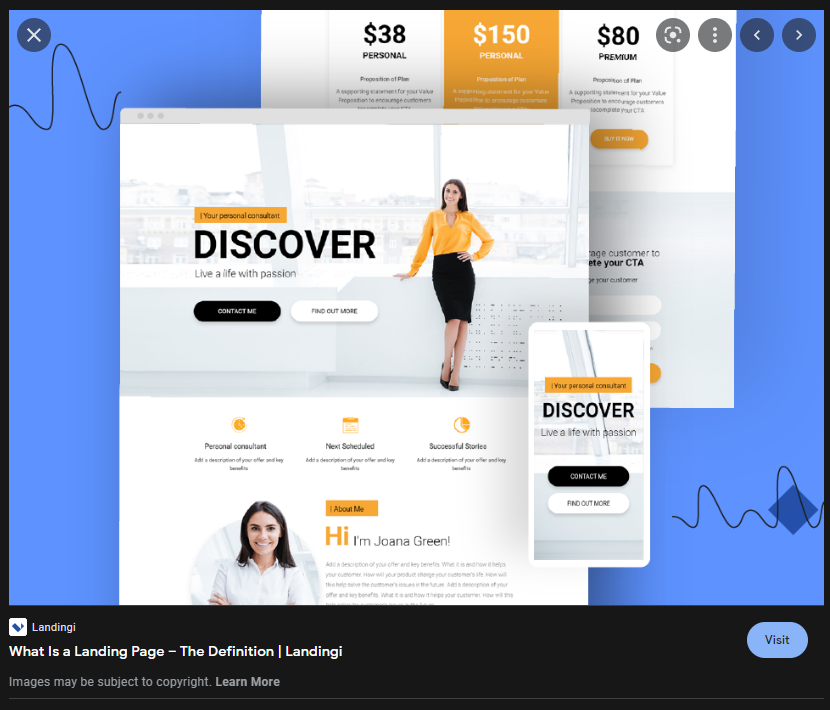 $38
PERSONAL
Proposition of Plan
A supporting statement for your Value
Proposition to encourage customers
to complete your CTA
$150
PERSONAL
Proposition of Plan
A supporting statement for your Value
Proposition to encourage customers
$80
PREMIUM
Proposition of Plan
A supporting statement for your Value
Proposition to encourage customers
to complete your CTA
BUY IT NOW
| Your personal consultant
DISCOVER
Live a life with passion
CONTACT ME
FIND OUT MORE
rage customer to
ete your CTA
ge your customer
Personal consultant
Add a description of your offer and key
benefits
Next Scheduled
Add a description of your offer and key
benefits
Successful Stories
Add a description of your offer and key
benefits
| Your personal consultant
DISCOVER
Live a life with passion
CONTACT ME
FIND OUT MORE
| About Me
Hi I'm Joana Green!
Add a description of your offer and key benefits. What it is and how it helps
your customer. How will your product change your customer's life. How will
this help solve the customer's issues in the future. Add a description of your
offer and key benefits. What it is and how it helps your customer. How will this
Landingi
What Is a Landing Page – The Definition | Landingi
Visit
Images may be subject to copyright. Learn More